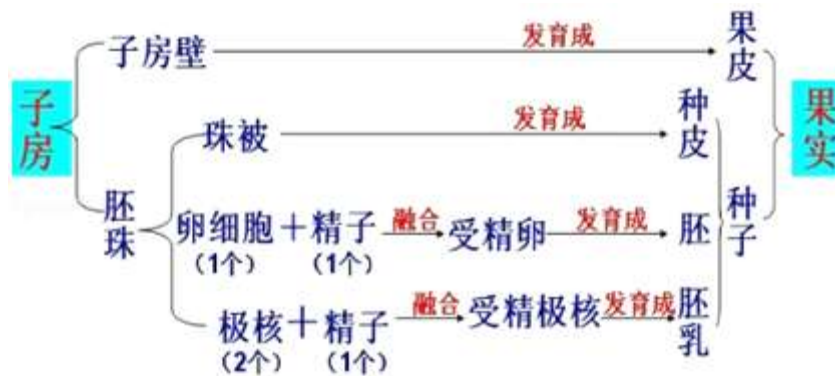 子房壁 发育成 果皮
子房
果实
珠被 发育成 种皮
胚珠
种子
卵细胞＋精子 融合 受精卵 发育成 胚
（1个） （1个）
极核＋精子 融合 受精极核 发育成 胚乳
（2个） （1个）